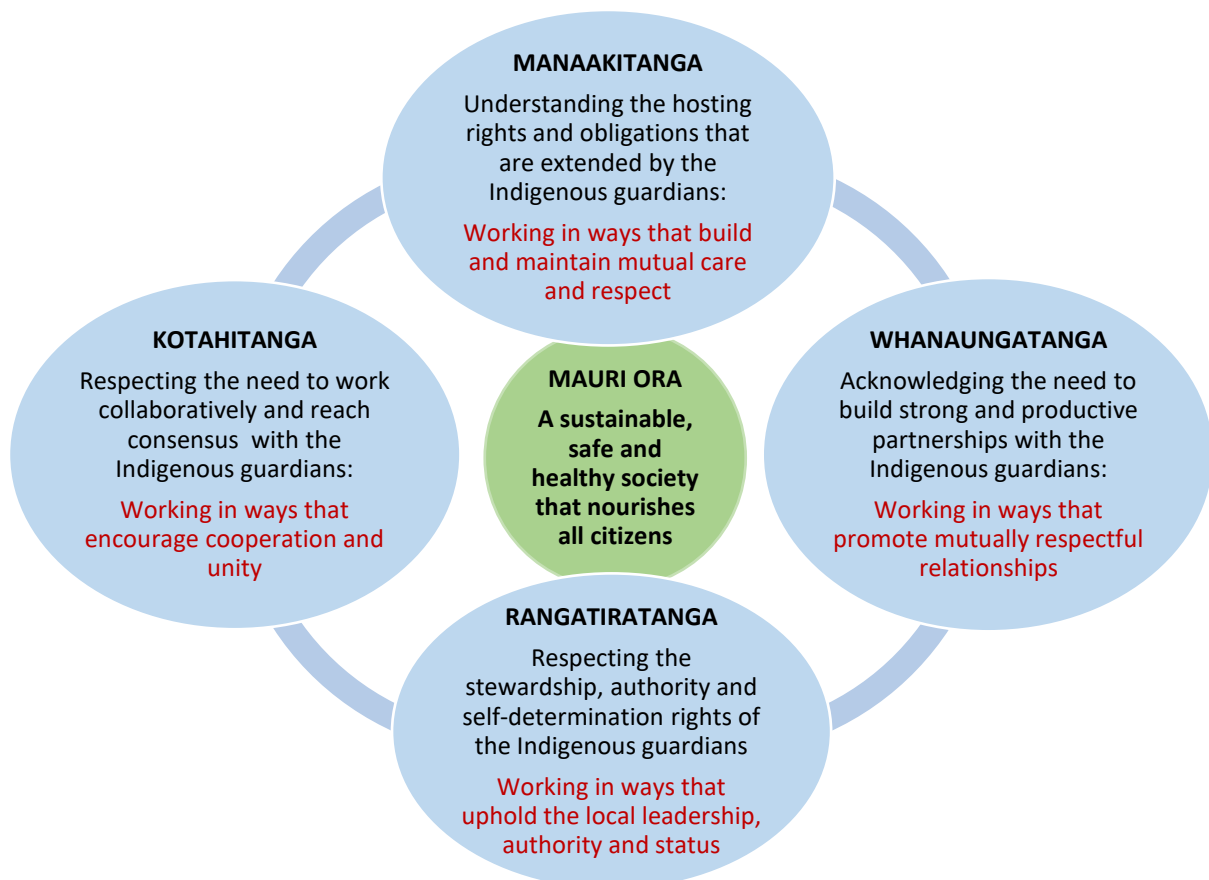 MANAAKITANGA
Understanding the hosting
rights and obligations that
are extended by the
Indigenous guardians:
Working in ways that build
and maintain mutual care
and respect
KOTAHITANGA
Respecting the need to work
collaboratively and reach
consensus with the
Indigenous guardians:
Working in ways that
encourage cooperation and
unity
MAURI ORA
A sustainable,
safe and
healthy society
that nourishes
all citizens
WHANAUNGATANGA
Acknowledging the need to
build strong and productive
partnerships with the
Indigenous guardians:
Working in ways that
promote mutually respectful
relationships
RANGATIRATANGA
Respecting the
stewardship, authority and
self-determination rights of
the Indigenous guardians
Working in ways that
uphold the local leadership,
authority and status